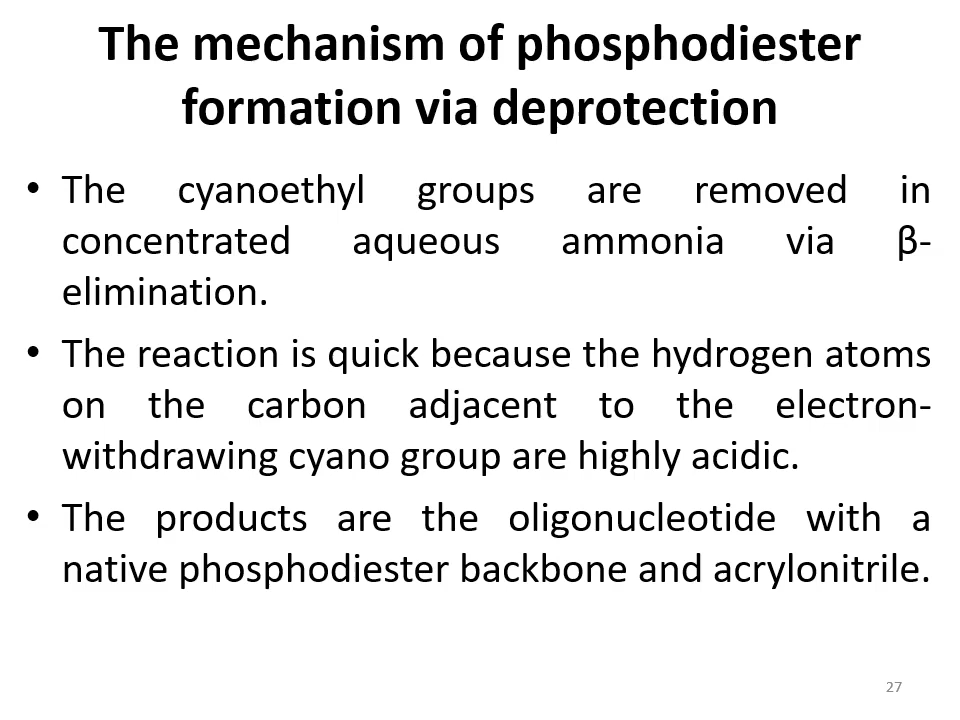 The mechanism of phosphodiester
formation via deprotection
• The cyanoethyl groups are removed in
concentrated aqueous ammonia via β-
elimination.
• The reaction is quick because the hydrogen atoms
on the carbon adjacent to the electron-
withdrawing cyano group are highly acidic.
• The products are the oligonucleotide with a
native phosphodiester backbone and acrylonitrile.
27